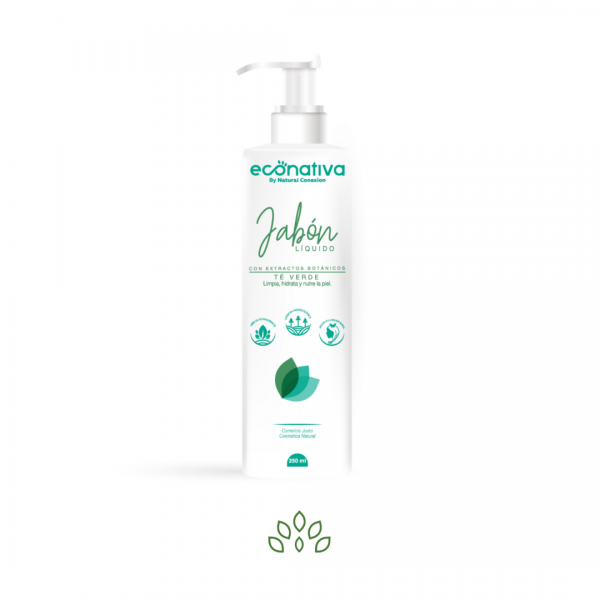 econativa
By Natural Conexion
Jabón
LÍQUIDO
CON EXTRACTOS BOTÁNICOS
TÉ VERDE
Limpia, hidrata y nutre la piel.
Comercio Justo
Cosmética Natural
250 ml